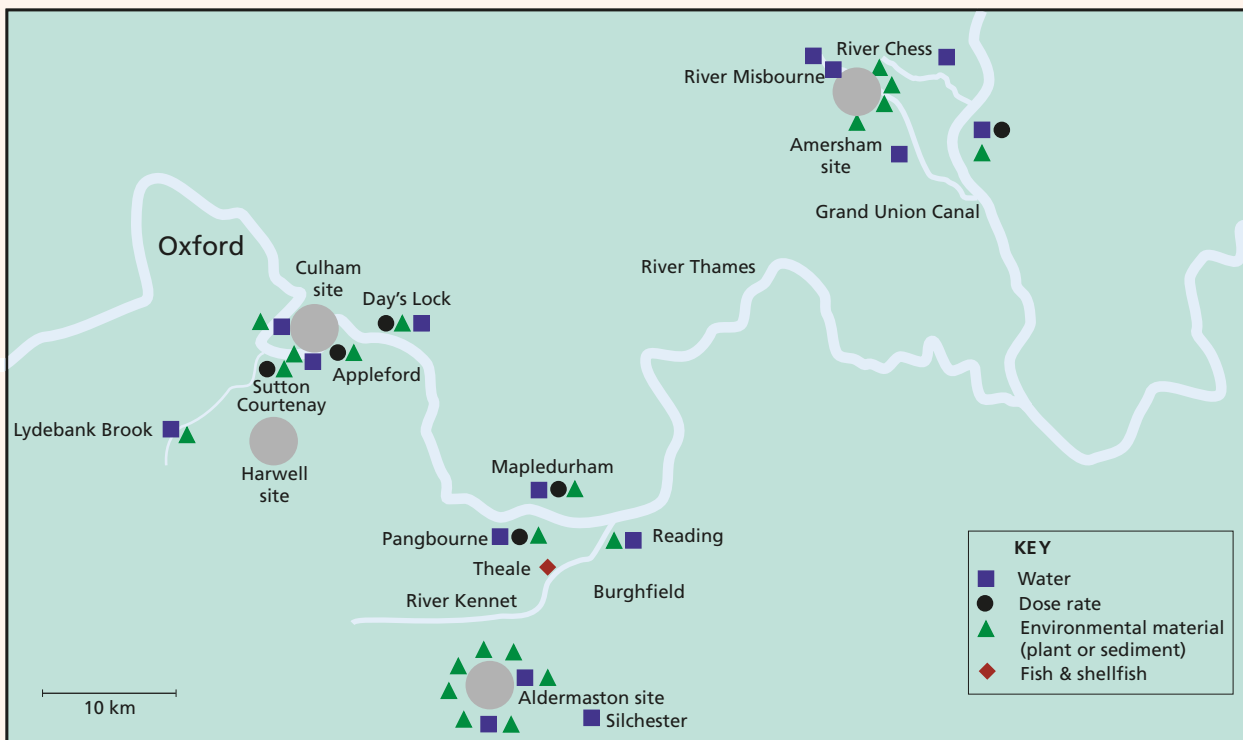 River Chess
River Misbourne
Amersham
site
Grand Union Canal
Oxford
River Thames
Culham
site
Day's Lock
Appleford
Sutton
Courtenay
Lydebank Brook
Harwell
site
Mapledurham
Pangbourne
Reading
Theale
Burghfield
River Kennet
Aldermaston site
Silchester
10 km
KEY
Water
Dose rate
Environmental material
(plant or sediment)
Fish & shellfish